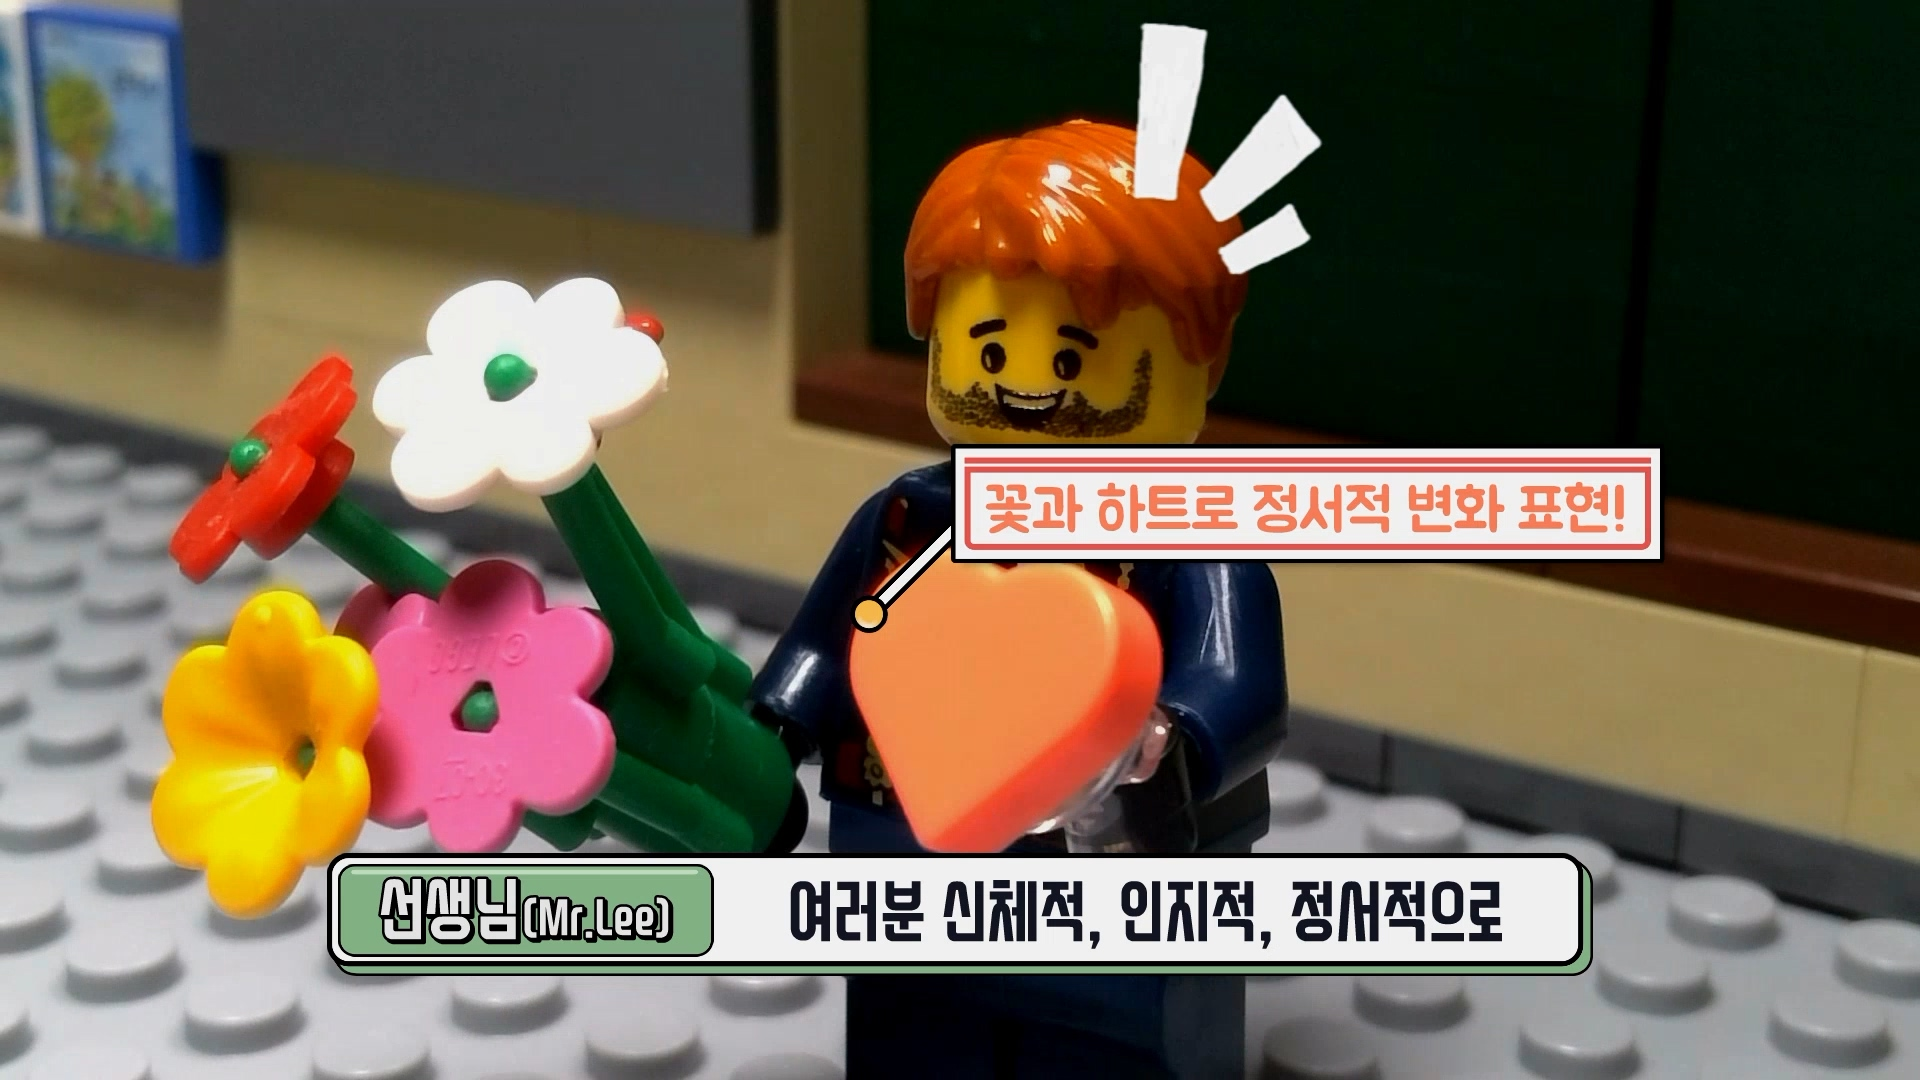 꽃과 하트로 정서적 변화 표현!
선생님(Mr.Lee)
여러분 신체적, 인지적, 정서적으로